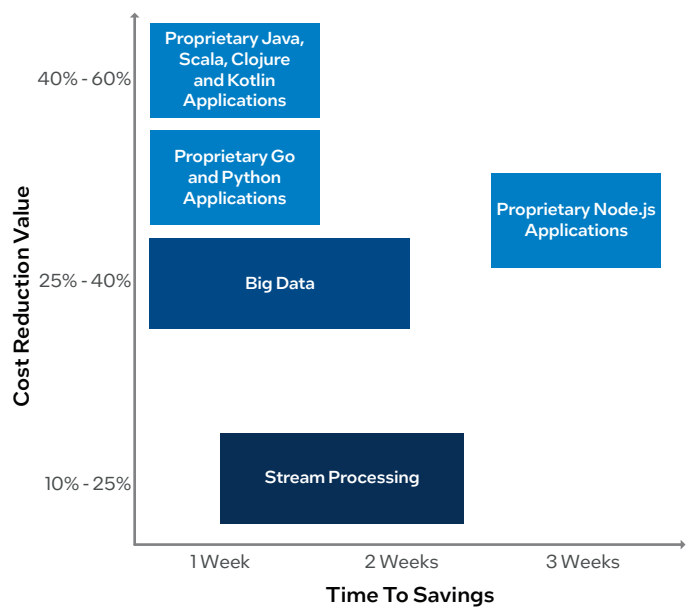 Proprietary Java,
Scala, Clojure
and Kotlin
Applications
40% - 60%
Proprietary Go
and Python
Applications
Proprietary Node.js
Applications
Cost Reduction Value
25% - 40%
Big Data
10% - 25%
Stream Processing
1 Week
2 Weeks
3 Weeks
Time To Savings